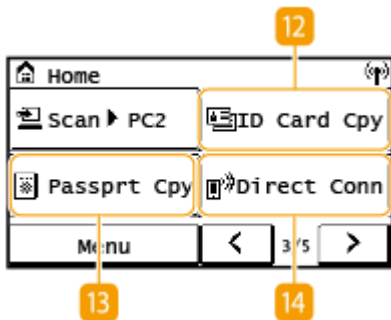 12
Home
Scan PC2
ID Card Cpy
Passprt Cpy
Direct Conn
Menu
< 3/5 >
13
14